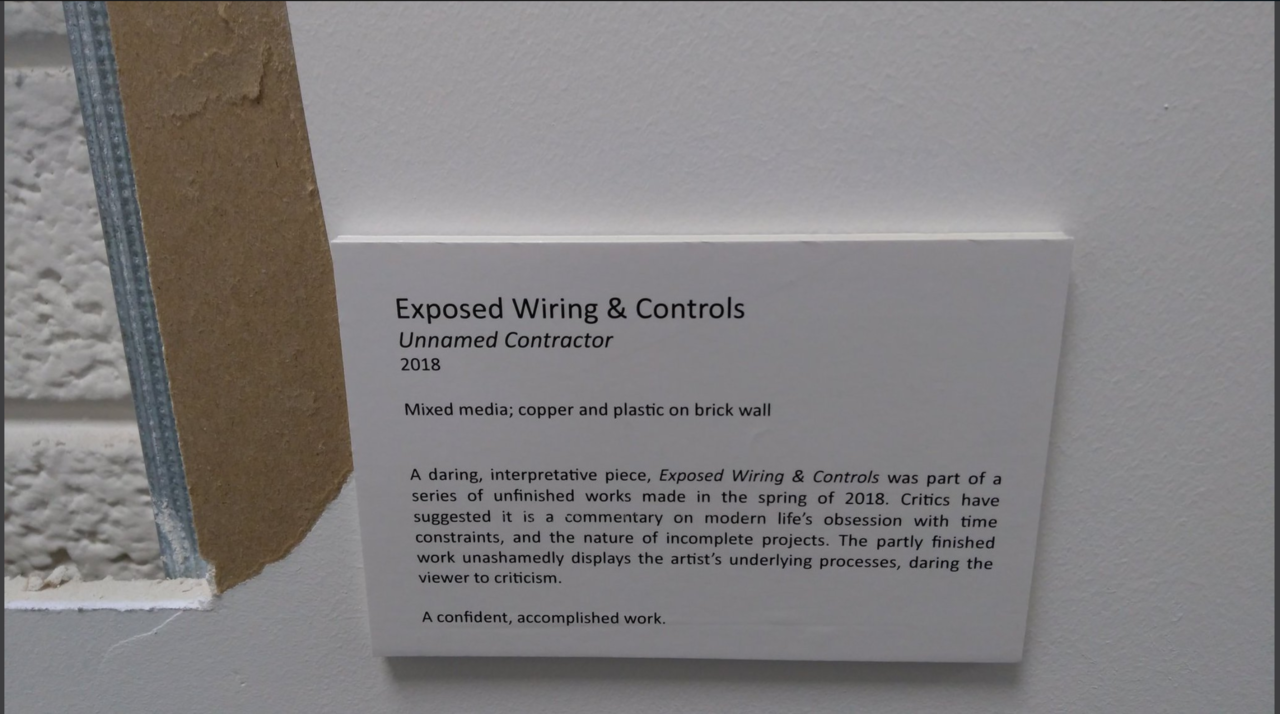 Exposed Wiring & Controls
Unnamed Contractor
2018
Mixed media; copper and plastic on brick wall
A daring, interpretative piece, Exposed Wiring & Controls was part of a
series of unfinished works made in the spring of 2018. Critics have
suggested it is a commentary on modern life's obsession with time
constraints, and the nature of incomplete projects. The partly finished
work unashamedly displays the artist's underlying processes, daring the
viewer to criticism.
A confident, accomplished work.